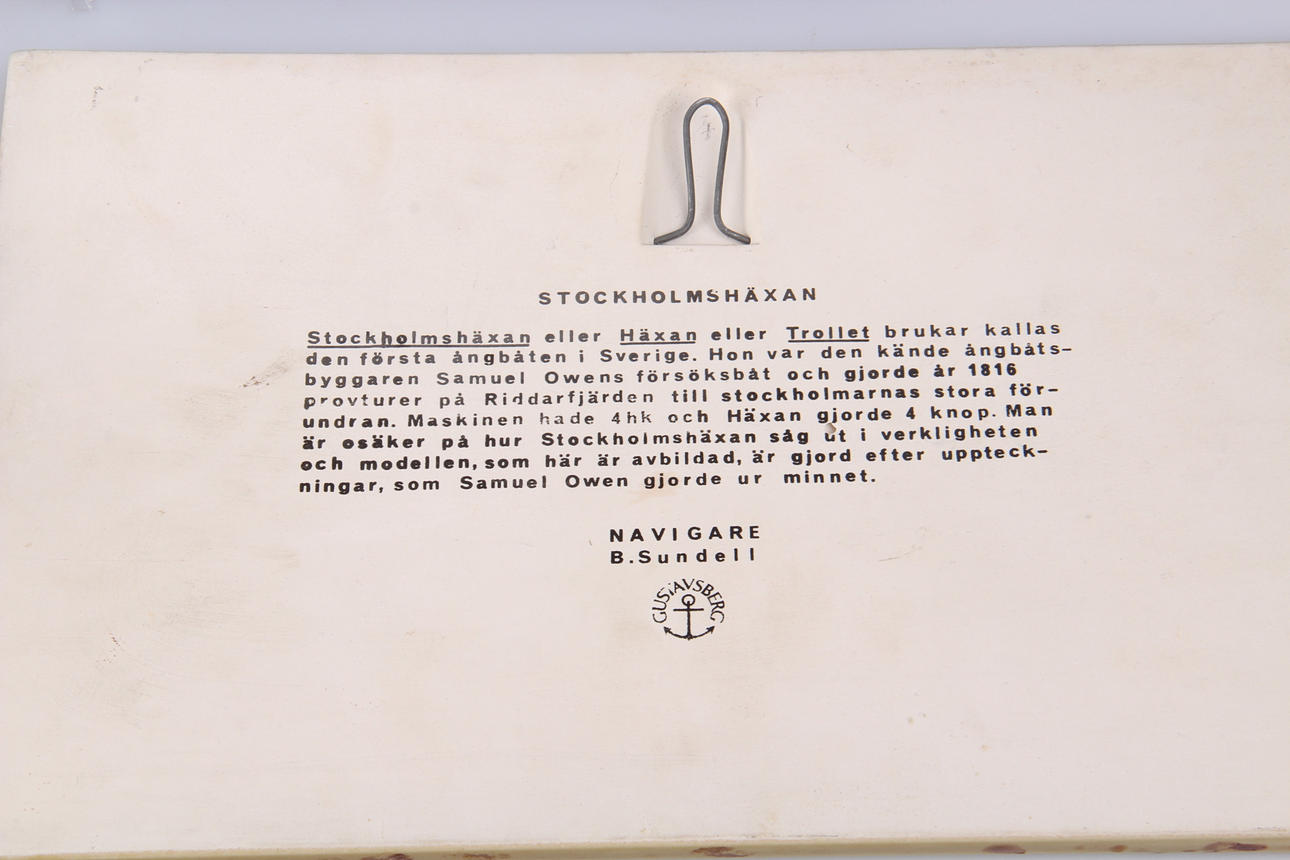 STOCKHOLMSHÄXAN
Stockholmshäxan eller Häxan eller Trollet brukar kallas
den första ångbåten i Sverige. Hon var den kände ångbåts-
byggaren Samuel Owens försöksbåt och gjorde år 1816
provturer på Riddarfjärden till stockholmarnas stora för-
undran. Maskinen hade 4hk och Häxan gjorde 4 knop. Man
är osäker på hur Stockholmshäxan såg ut i verkligheten
och modellen, som här är avbildad, är gjord efter uppteck-
ningar, som Samuel Owen gjorde ur minnet.
NAVIGARE
B.Sundell
GUSTAVSBERG